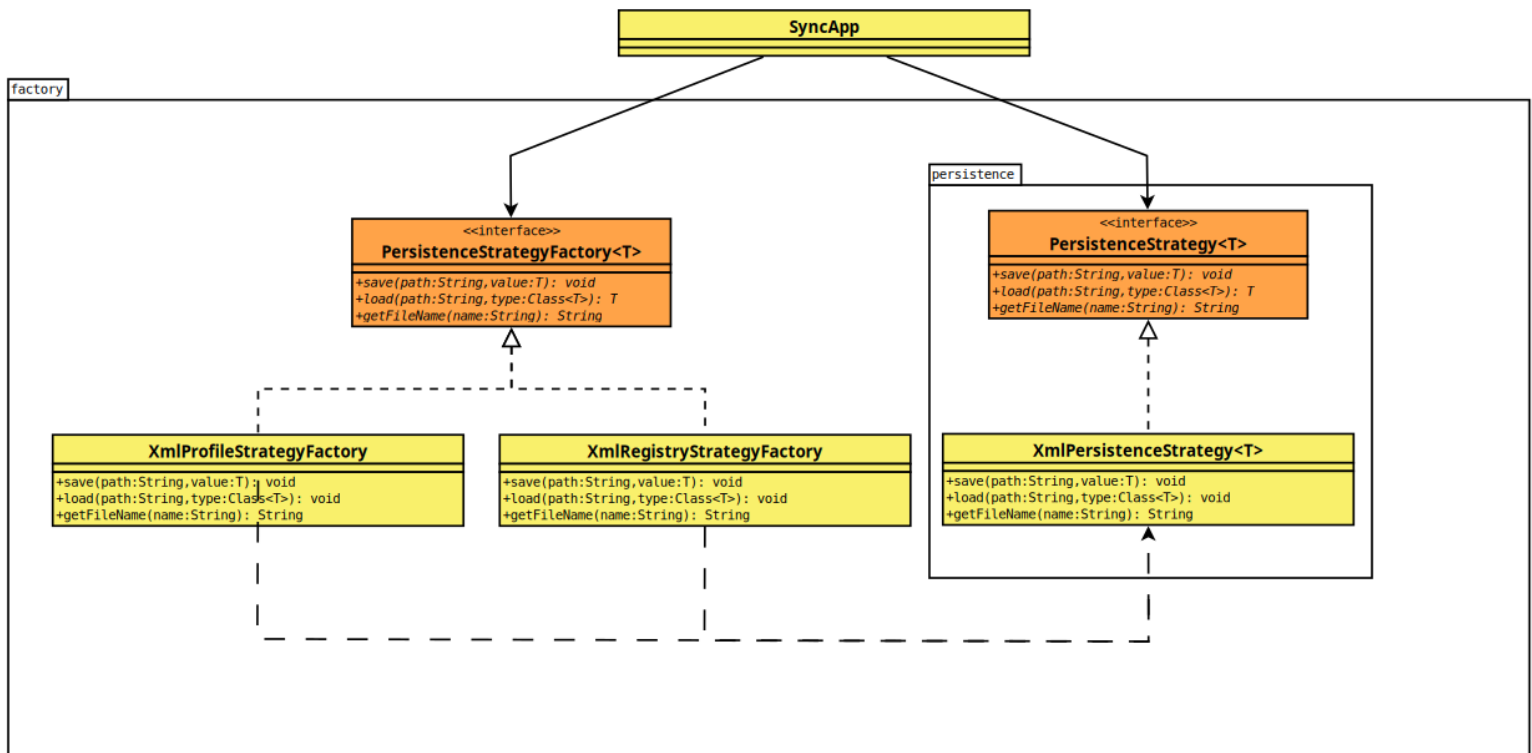 SyncApp
factory
persistence
<<interface>>
PersistenceStrategyFactory<T>
+save(path:String,value:T): void
+load(path:String,type:Class<T>): T
+getFileName(name:String): String
<<interface>>
PersistenceStrategy<T>
+save(path:String,value:T): void
+load(path:String,type:Class<T>): T
+getFileName(name:String): String
XmlProfileStrategyFactory
+save(path:String,value:T): void
+load(path:String,type:Class<T>): void
+getFileName(name:String): String
XmlRegistryStrategyFactory
+save(path:String,value:T): void
+load(path:String,type:Class<T>): void
+getFileName(name:String): String
XmlPersistenceStrategy<T>
+save(path:String,value:T): void
+load(path:String,type:Class<T>): void
+getFileName(name:String): String